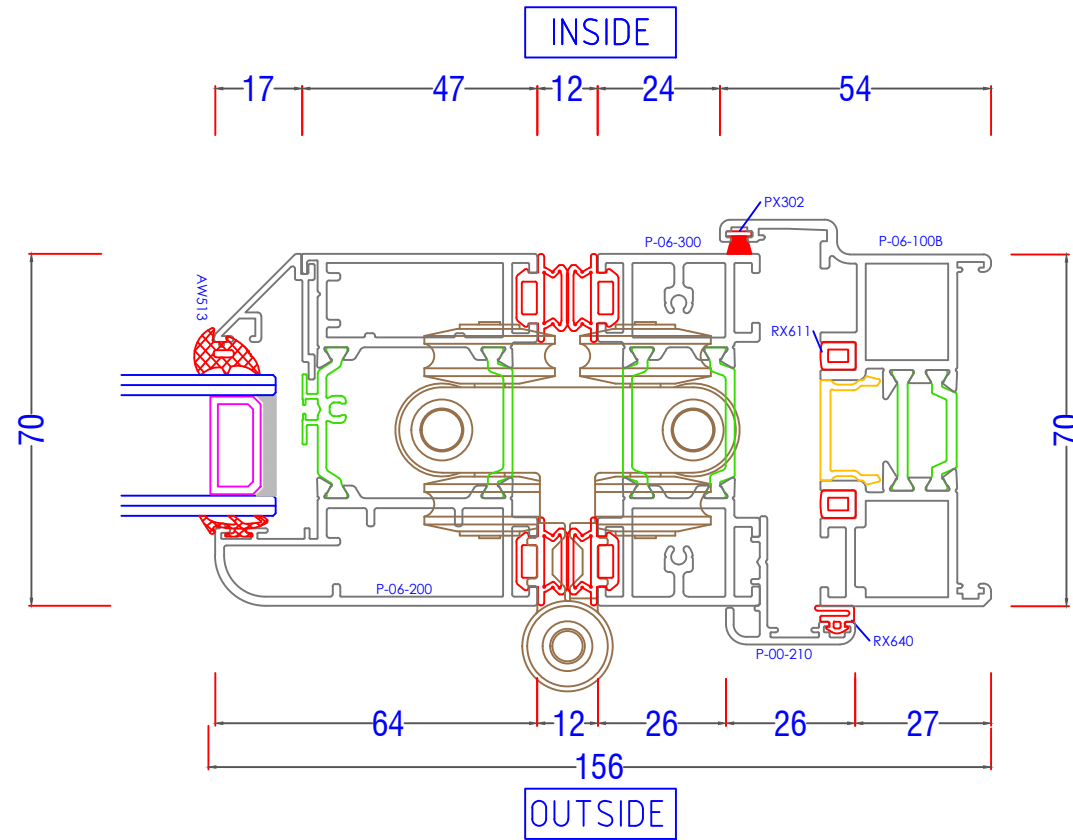 INSIDE
17 47 12 24 54
PX302
P-06-300
P-06-100B
AW513
RX611
70
70
P-06-200
P-00-210
RX640
64 12 26 26 27
156
OUTSIDE